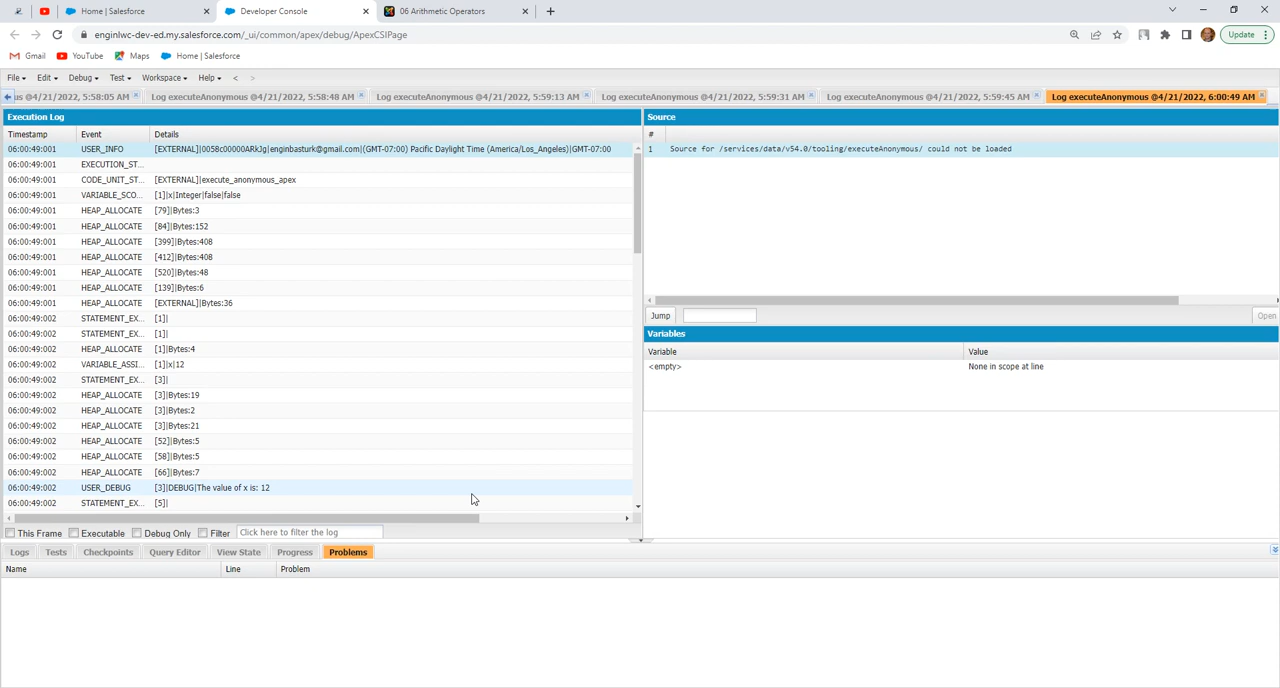 Home | Salesforce
Developer Console
06 Arithmetic Operators
enginlwc-dev-ed.my.salesforce.com/_ui/common/apex/debug/ApexCSIPage
Update
Gmail
YouTube
Maps
Home | Salesforce
File
Edit
Debug
Test
Workspace
Help
<
>
us @4/21/2022, 5:58:05 AM
Log executeAnonymous @4/21/2022, 5:58:48 AM
Log executeAnonymous @4/21/2022, 5:59:13 AM
Log executeAnonymous @4/21/2022, 5:59:31 AM
Log executeAnonymous @4/21/2022, 5:59:45 AM
Log executeAnonymous @4/21/2022, 6:00:49 AM
Execution Log
Timestamp Event Details
06:00:49:001 USER_INFO [EXTERNAL]|0058c00000ARkJg|enginbasturk@gmail.com|(GMT-07:00) Pacific Daylight Time (America/Los_Angeles)|GMT-07:00
06:00:49:001 EXECUTION_ST...
06:00:49:001 CODE_UNIT_ST... [EXTERNAL]|execute_anonymous_apex
06:00:49:001 VARIABLE_SCO... [1]|x|Integer|false|false
06:00:49:001 HEAP_ALLOCATE [79]|Bytes:3
06:00:49:001 HEAP_ALLOCATE [84]|Bytes:152
06:00:49:001 HEAP_ALLOCATE [399]|Bytes:408
06:00:49:001 HEAP_ALLOCATE [412]|Bytes:408
06:00:49:001 HEAP_ALLOCATE [520]|Bytes:48
06:00:49:001 HEAP_ALLOCATE [139]|Bytes:6
06:00:49:001 HEAP_ALLOCATE [EXTERNAL]|Bytes:36
06:00:49:002 STATEMENT_EX... [1]|
06:00:49:002 STATEMENT_EX... [1]|
06:00:49:002 HEAP_ALLOCATE [1]|Bytes:4
06:00:49:002 VARIABLE_ASSI... [1]|x|12
06:00:49:002 STATEMENT_EX... [3]|
06:00:49:002 HEAP_ALLOCATE [3]|Bytes:19
06:00:49:002 HEAP_ALLOCATE [3]|Bytes:2
06:00:49:002 HEAP_ALLOCATE [3]|Bytes:21
06:00:49:002 HEAP_ALLOCATE [52]|Bytes:5
06:00:49:002 HEAP_ALLOCATE [58]|Bytes:5
06:00:49:002 HEAP_ALLOCATE [66]|Bytes:7
06:00:49:002 USER_DEBUG [3]|DEBUG|The value of x is: 12
06:00:49:002 STATEMENT_EX... [5]|
This Frame
Executable
Debug Only
Filter
Click here to filter the log
Source
#
1 Source for /services/data/v54.0/tooling/executeAnonymous/ could not be loaded
Jump
Open
Variables
Variable Value
<empty> None in scope at line
Logs
Tests
Checkpoints
Query Editor
View State
Progress
Problems
Name Line Problem